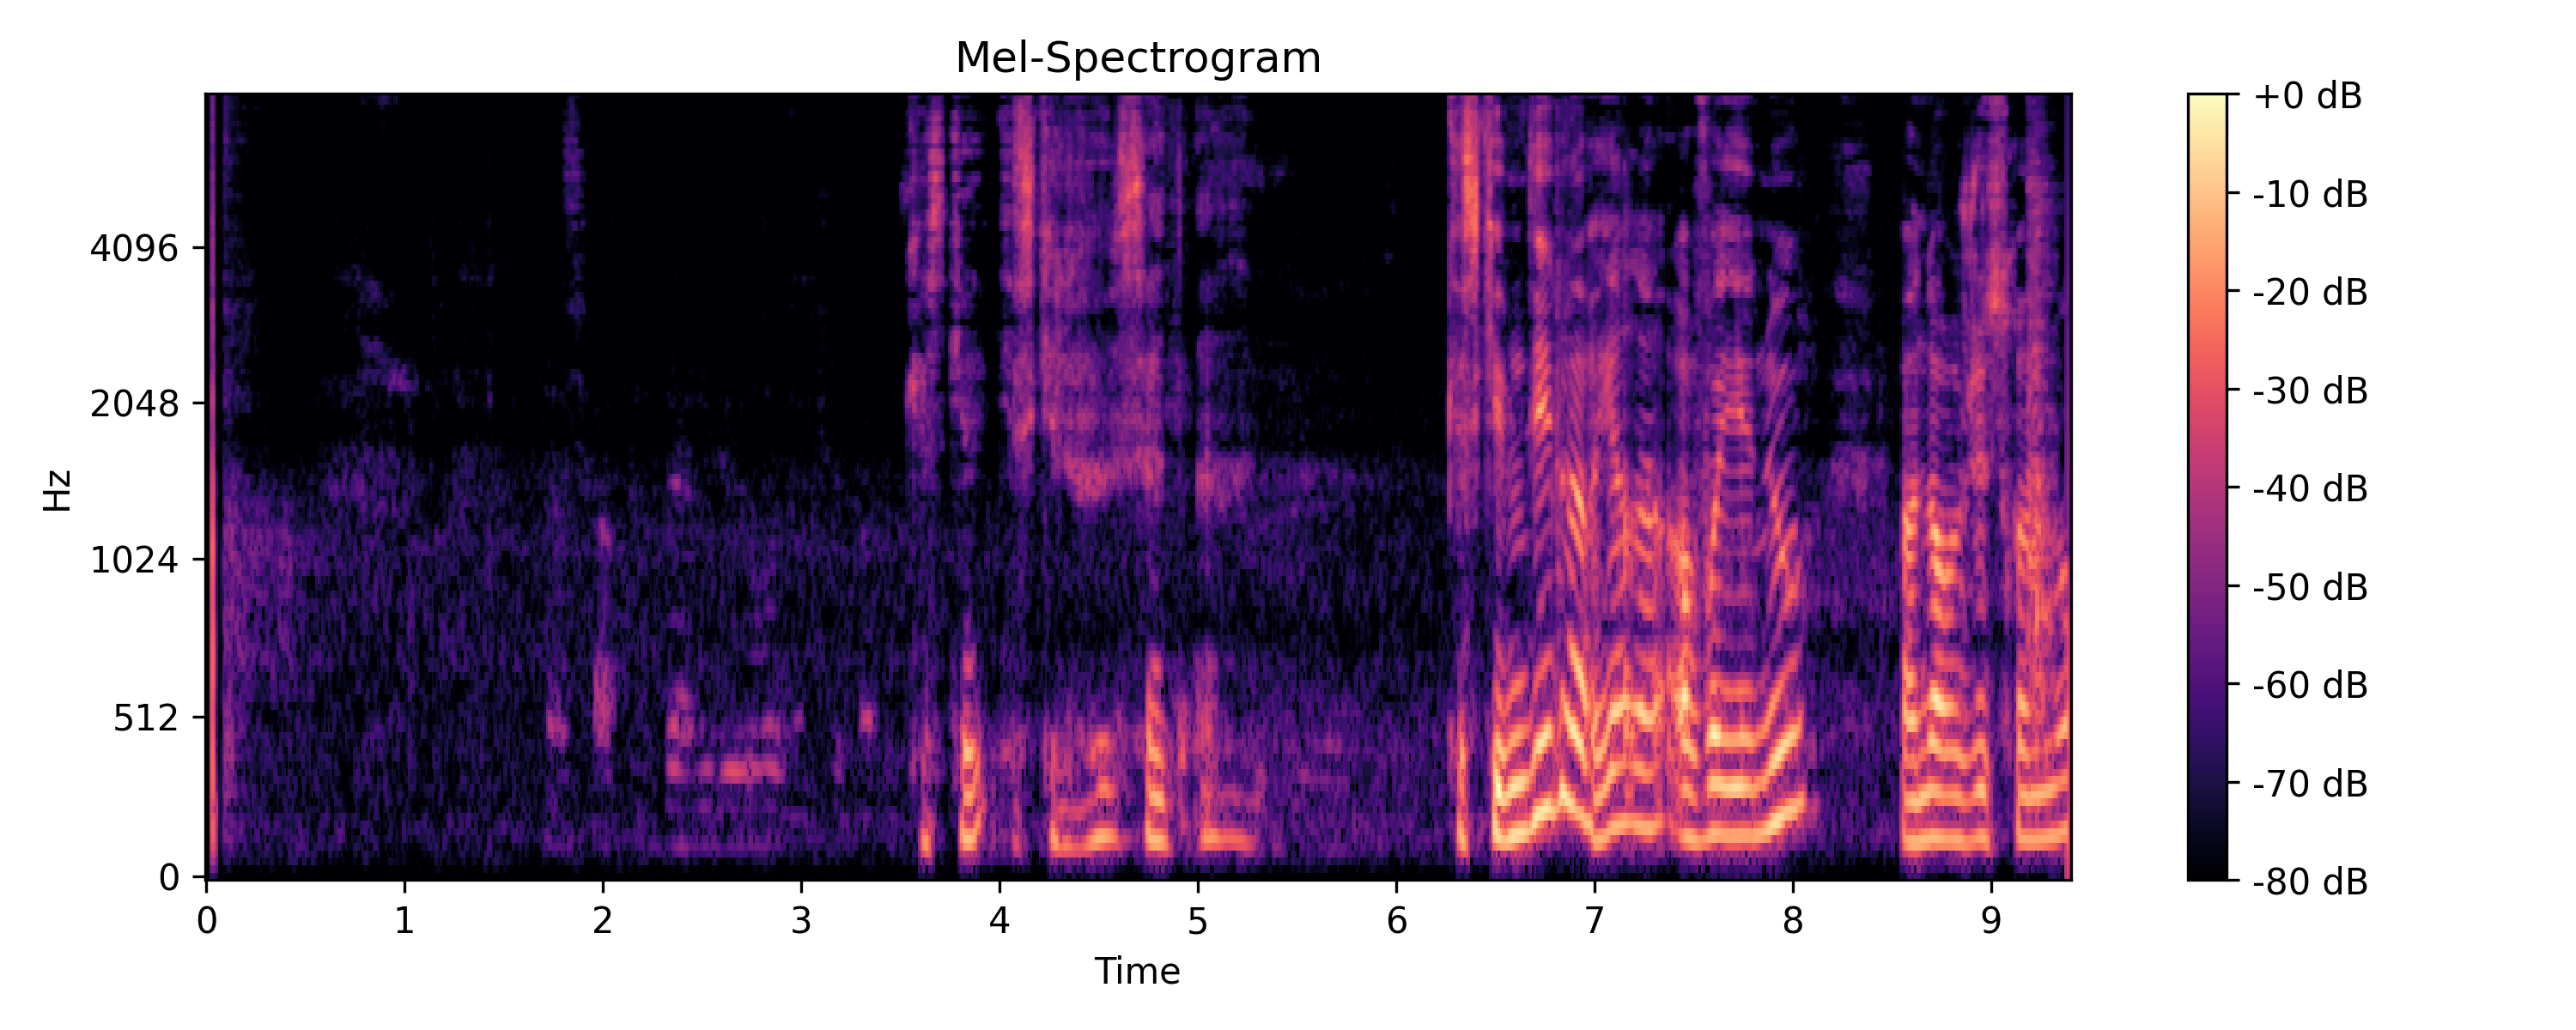 Mel-Spectrogram
+0 dB
-10 dB
-20 dB
-30 dB
-40 dB
-50 dB
-60 dB
-70 dB
-80 dB
4096
2048
1024
512
0
Hz
0 1 2 3 4 5 6 7 8 9
Time